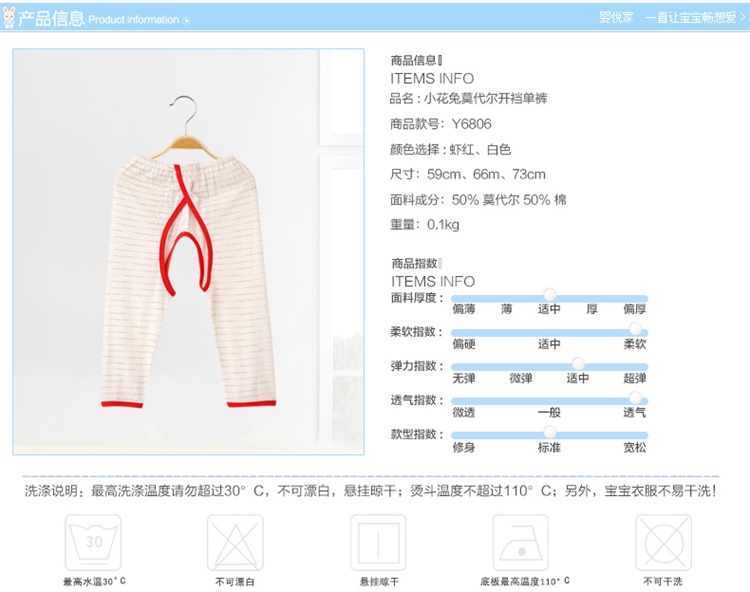 产品信息 Product information
婴悦家 一直让宝宝畅想爱
商品信息
ITEMS INFO
品名：小花兔莫代尔开裆单裤
商品款号：Y6806
颜色选择：虾红、白色
尺寸：59cm、66m、73cm
面料成分：50% 莫代尔 50% 棉
重量：0.1kg
商品指数
ITEMS INFO
面料厚度：
偏薄 薄 适中 厚 偏厚
柔软指数：
偏硬 适中 柔软
弹力指数：
无弹 微弹 适中 超弹
透气指数：
微透 一般 透气
款型指数：
修身 标准 宽松
洗涤说明：最高洗涤温度请勿超过30° C，不可漂白，悬挂晾干；烫斗温度不超过110° C；另外，宝宝衣服不易干洗！
30
最高水温30° C 不可漂白 悬挂晾干 底板最高温度110° C 不可干洗